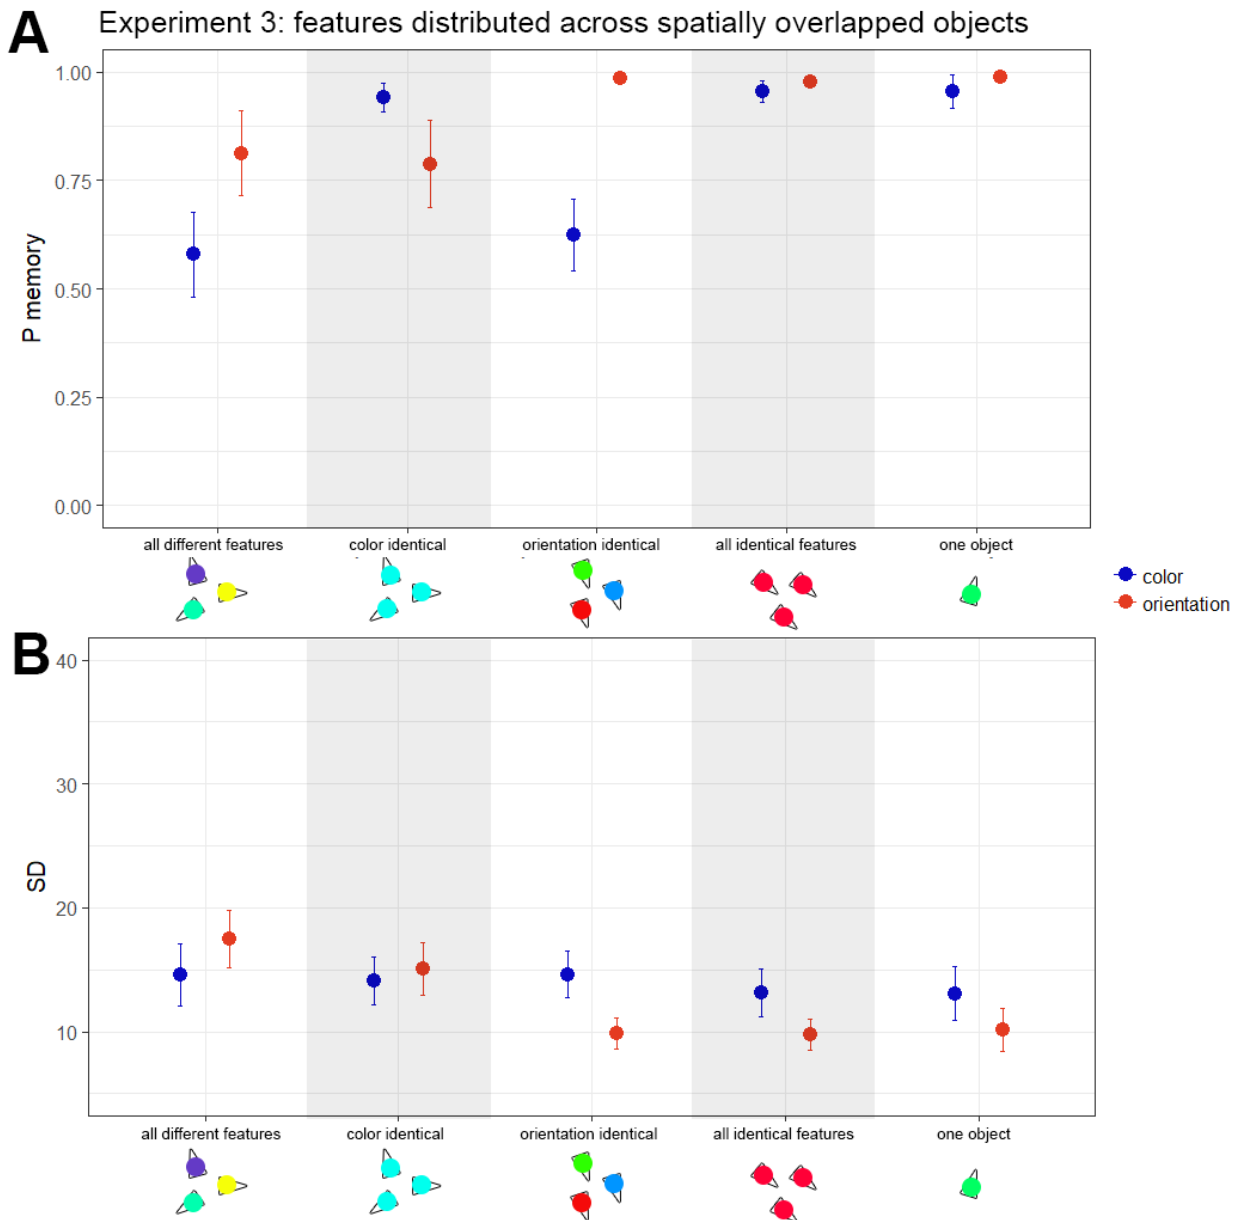 A
Experiment 3: features distributed across spatially overlapped objects
P memory
1.00
0.75
0.50
0.25
0.00
all different features
color identical
orientation identical
all identical features
one object
color
orientation
B
SD
40
30
20
10
all different features
color identical
orientation identical
all identical features
one object